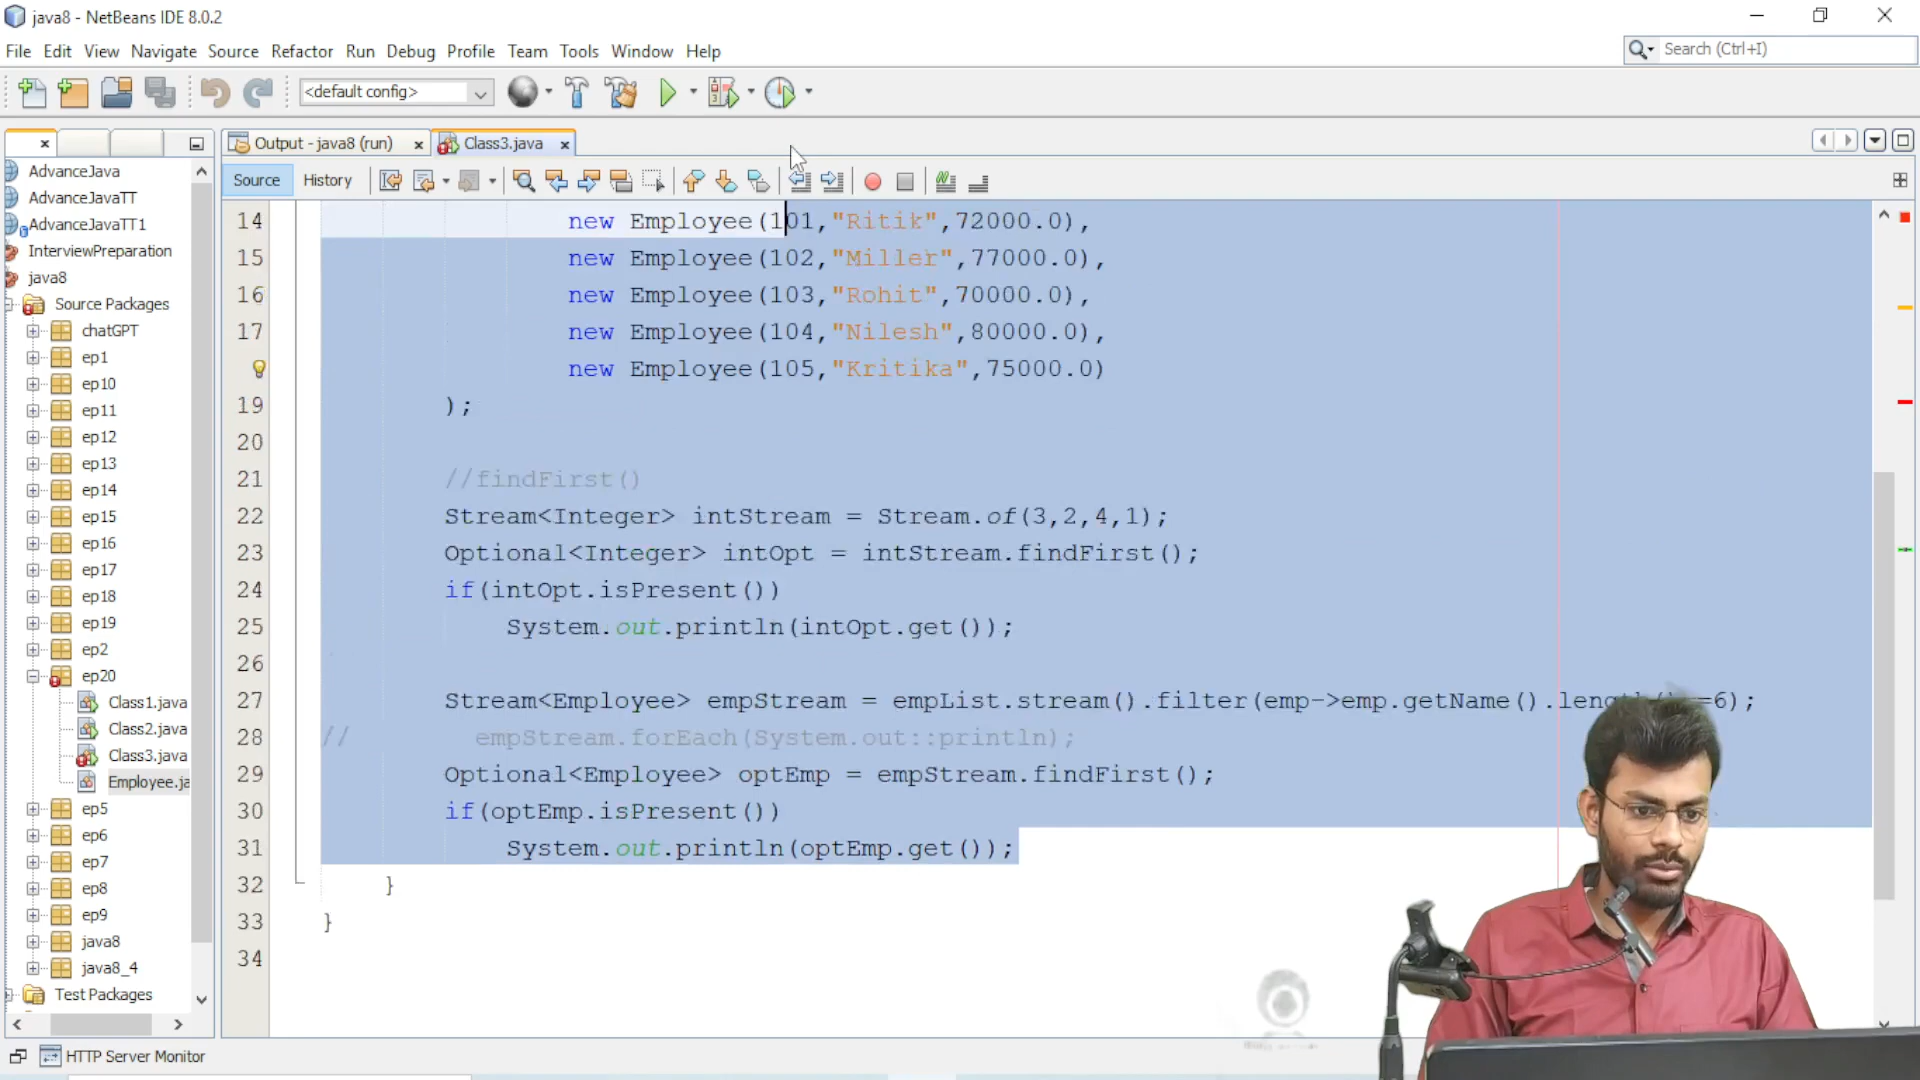 java8 - NetBeans IDE 8.0.2
File Edit View Navigate Source Refactor Run Debug Profile Team Tools Window Help
Search (Ctrl+I)
<default config>
Output - java8 (run)
Class3.java
Source History
AdvanceJava
AdvanceJavaTT
AdvanceJavaTT1
InterviewPreparation
java8
Source Packages
chatGPT
ep1
ep10
ep11
ep12
ep13
ep14
ep15
ep16
ep17
ep18
ep19
ep2
ep20
Class1.java
Class2.java
Class3.java
Employee.ja
ep5
ep6
ep7
ep8
ep9
java8
java8_4
Test Packages
14 new Employee(101,"Ritik",72000.0),
15 new Employee(102,"Miller",77000.0),
16 new Employee(103,"Rohit",70000.0),
17 new Employee(104,"Nilesh",80000.0),
new Employee(105,"Kritika",75000.0)
19 );
20
21 //findFirst()
22 Stream<Integer> intStream = Stream.of(3,2,4,1);
23 Optional<Integer> intOpt = intStream.findFirst();
24 if(intOpt.isPresent())
25 System.out.println(intOpt.get());
26
27 Stream<Employee> empStream = empList.stream().filter(emp->emp.getName().length()==6);
28 // empStream.forEach(System.out::println);
29 Optional<Employee> optEmp = empStream.findFirst();
30 if(optEmp.isPresent())
31 System.out.println(optEmp.get());
32 }
33 }
34
HTTP Server Monitor